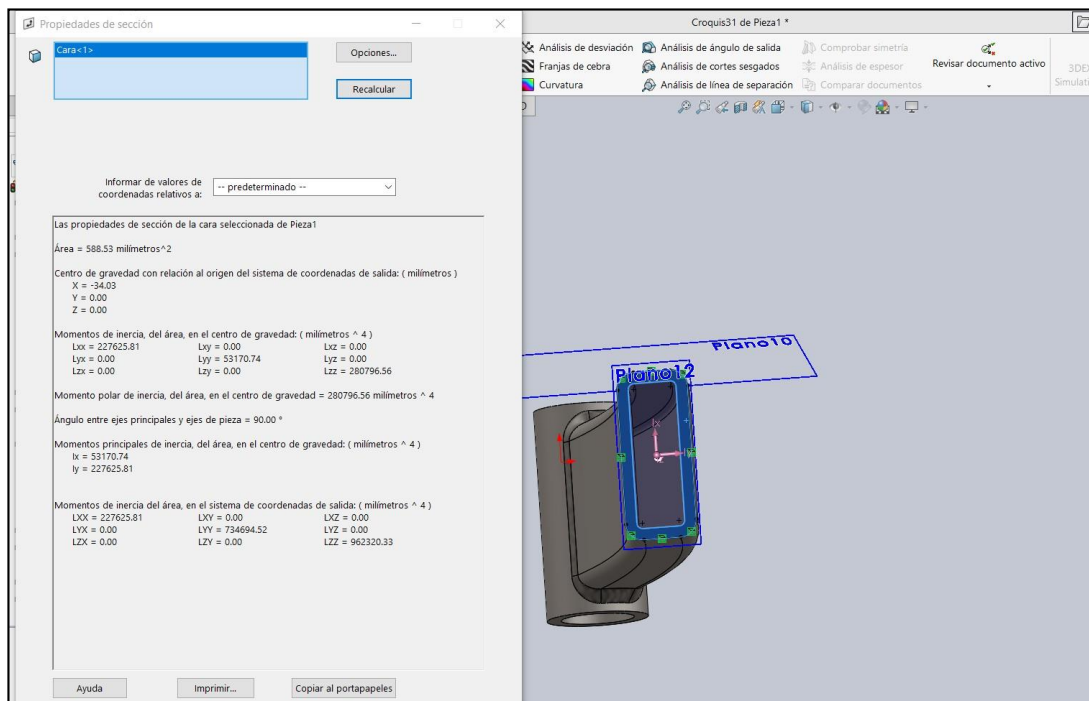 Propiedades de sección
Croquis31 de Pieza1 *
Cara<1>
Opciones...
Recalcular
Análisis de desviación
Análisis de ángulo de salida
Comprobar simetría
Franjas de cebra
Análisis de cortes sesgados
Análisis de espesor
Revisar documento activo
Curvatura
Análisis de línea de separación
Comparar documentos
Informar de valores de
coordenadas relativos a:
-- predeterminado --
Las propiedades de sección de la cara seleccionada de Pieza1
Área = 588.53 milímetros^2
Centro de gravedad con relación al origen del sistema de coordenadas de salida: ( milímetros )
X = -34.03
Y = 0.00
Z = 0.00
Momentos de inercia, del área, en el centro de gravedad: ( milímetros ^ 4 )
Lxx = 227625.81 Lxy = 0.00 Lxz = 0.00
Lyx = 0.00 Lyy = 53170.74 Lyz = 0.00
Lzx = 0.00 Lzy = 0.00 Lzz = 280796.56
Momento polar de inercia, del área, en el centro de gravedad = 280796.56 milímetros ^ 4
Ángulo entre ejes principales y ejes de pieza = 90.00 °
Momentos principales de inercia, del área, en el centro de gravedad: ( milímetros ^ 4 )
Ix = 53170.74
Iy = 227625.81
Momentos de inercia del área, en el sistema de coordenadas de salida: ( milímetros ^ 4 )
LXX = 227625.81 LXY = 0.00 LXZ = 0.00
LYX = 0.00 LYY = 734694.52 LYZ = 0.00
LZX = 0.00 LZY = 0.00 LZZ = 962320.33
Plano10
Plano12
Ix
Ayuda
Imprimir...
Copiar al portapapeles